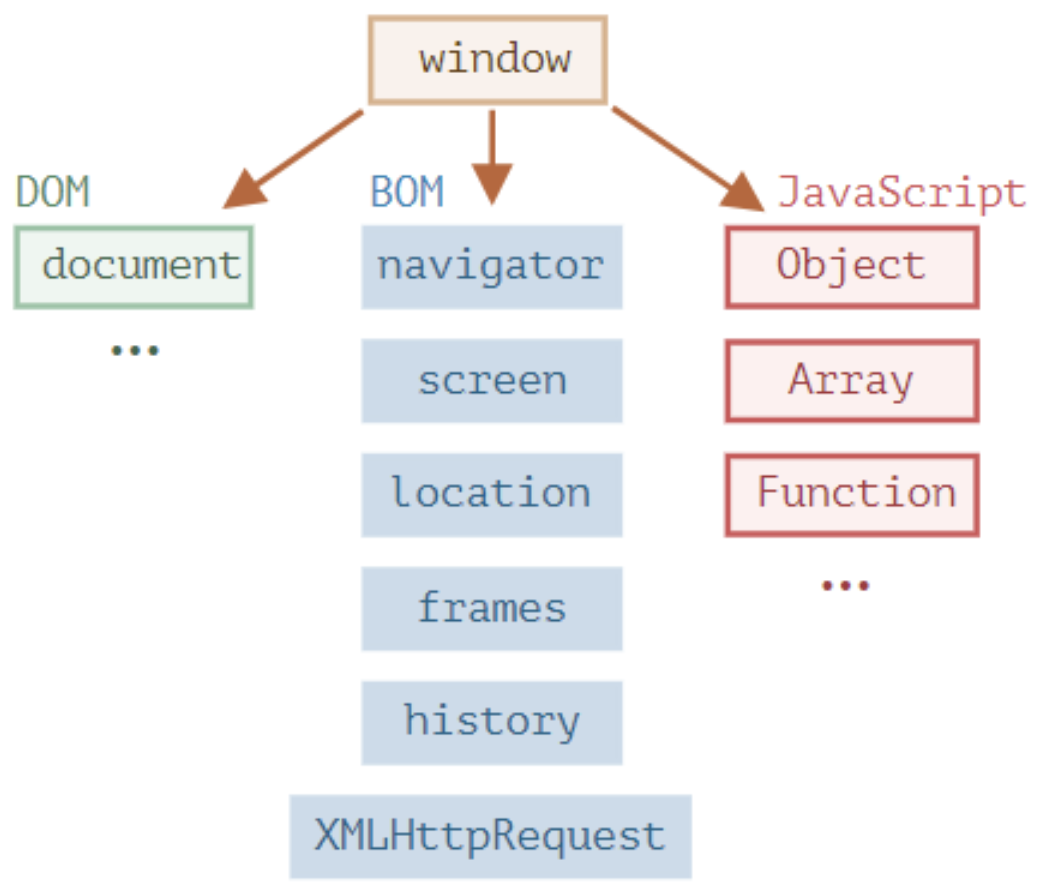 window
DOM
document
...
BOM
navigator
screen
location
frames
history
XMLHttpRequest
JavaScript
Object
Array
Function
...